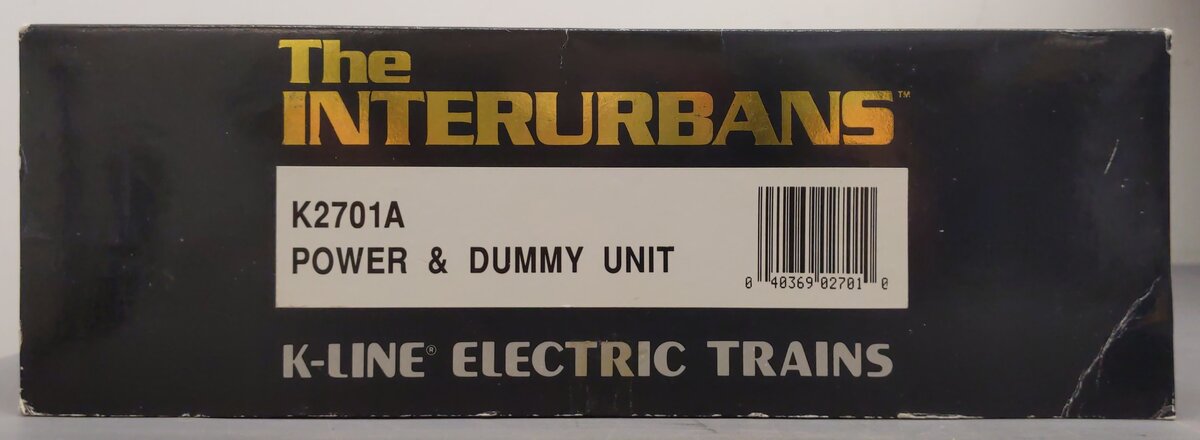 The
INTERURBANS™
K2701A
POWER & DUMMY UNIT
0 40369 02701 0
K-LINE® ELECTRIC TRAINS